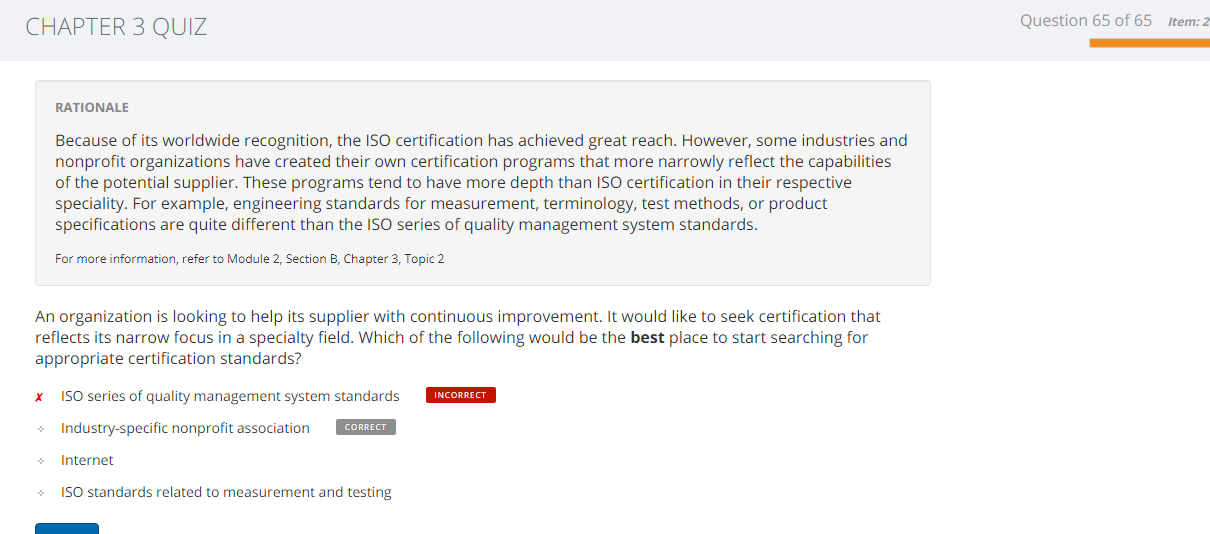 CHAPTER 3 QUIZ
Question 65 of 65 Item: 2
RATIONALE
Because of its worldwide recognition, the ISO certification has achieved great reach. However, some industries and
nonprofit organizations have created their own certification programs that more narrowly reflect the capabilities
of the potential supplier. These programs tend to have more depth than ISO certification in their respective
speciality. For example, engineering standards for measurement, terminology, test methods, or product
specifications are quite different than the ISO series of quality management system standards.
For more information, refer to Module 2, Section B, Chapter 3, Topic 2
An organization is looking to help its supplier with continuous improvement. It would like to seek certification that
reflects its narrow focus in a specialty field. Which of the following would be the best place to start searching for
appropriate certification standards?
✗ ISO series of quality management system standards INCORRECT
Industry-specific nonprofit association CORRECT
Internet
ISO standards related to measurement and testing